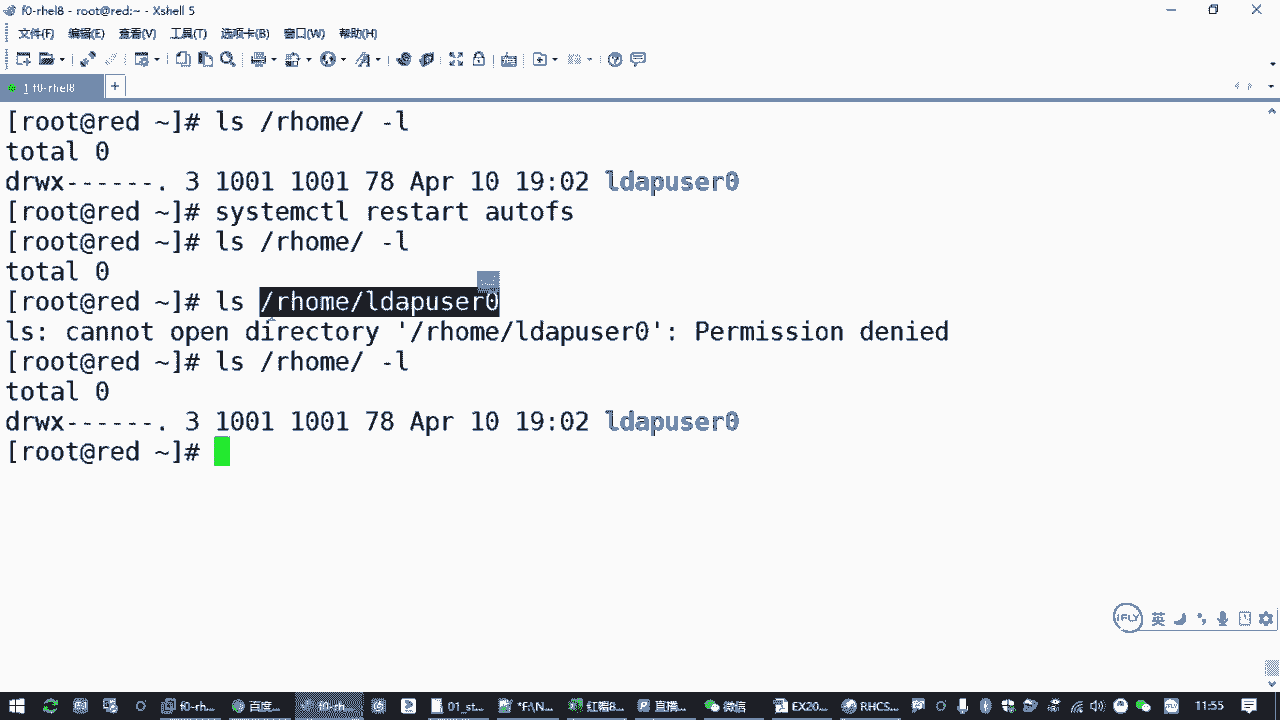 f0-rhel8 - root@red:~ - Xshell 5
文件(F) 编辑(E) 查看(V) 工具(T) 选项卡(B) 窗口(W) 帮助(H)
1 f0-rhel8
[root@red ~]# ls /rhome/ -l
total 0
drwx------. 3 1001 1001 78 Apr 10 19:02 ldapuser0
[root@red ~]# systemctl restart autofs
[root@red ~]# ls /rhome/ -l
total 0
[root@red ~]# ls /rhome/ldapuser0
ls: cannot open directory '/rhome/ldapuser0': Permission denied
[root@red ~]# ls /rhome/ -l
total 0
drwx------. 3 1001 1001 78 Apr 10 19:02 ldapuser0
[root@red ~]#
iFLY 英
f0-rh... 百度... f0-rh... 01_st... *F\N... 红帽8... 直播... 微信 EX20... RHCS... 11:55